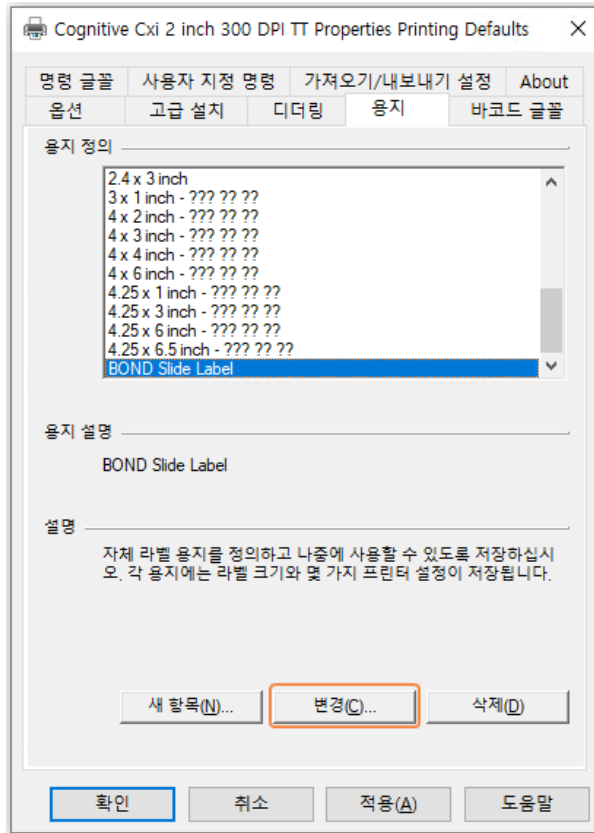 Cognitive Cxi 2 inch 300 DPI TT Properties Printing Defaults
명령 글꼴 사용자 지정 명령 가져오기/내보내기 설정 About
옵션 고급 설치 디더링 용지 바코드 글꼴
용지 정의
2.4 x 3 inch
3 x 1 inch - ??? ?? ??
4 x 2 inch - ??? ?? ??
4 x 3 inch - ??? ?? ??
4 x 4 inch - ??? ?? ??
4 x 6 inch - ??? ?? ??
4.25 x 1 inch - ??? ?? ??
4.25 x 3 inch - ??? ?? ??
4.25 x 6 inch - ??? ?? ??
4.25 x 6.5 inch - ??? ?? ??
BOND Slide Label
용지 설명
BOND Slide Label
설명
자체 라벨 용지를 정의하고 나중에 사용할 수 있도록 저장하십시
오. 각 용지에는 라벨 크기와 몇 가지 프린터 설정이 저장됩니다.
새 항목(N)... 변경(C)... 삭제(D)
확인 취소 적용(A) 도움말